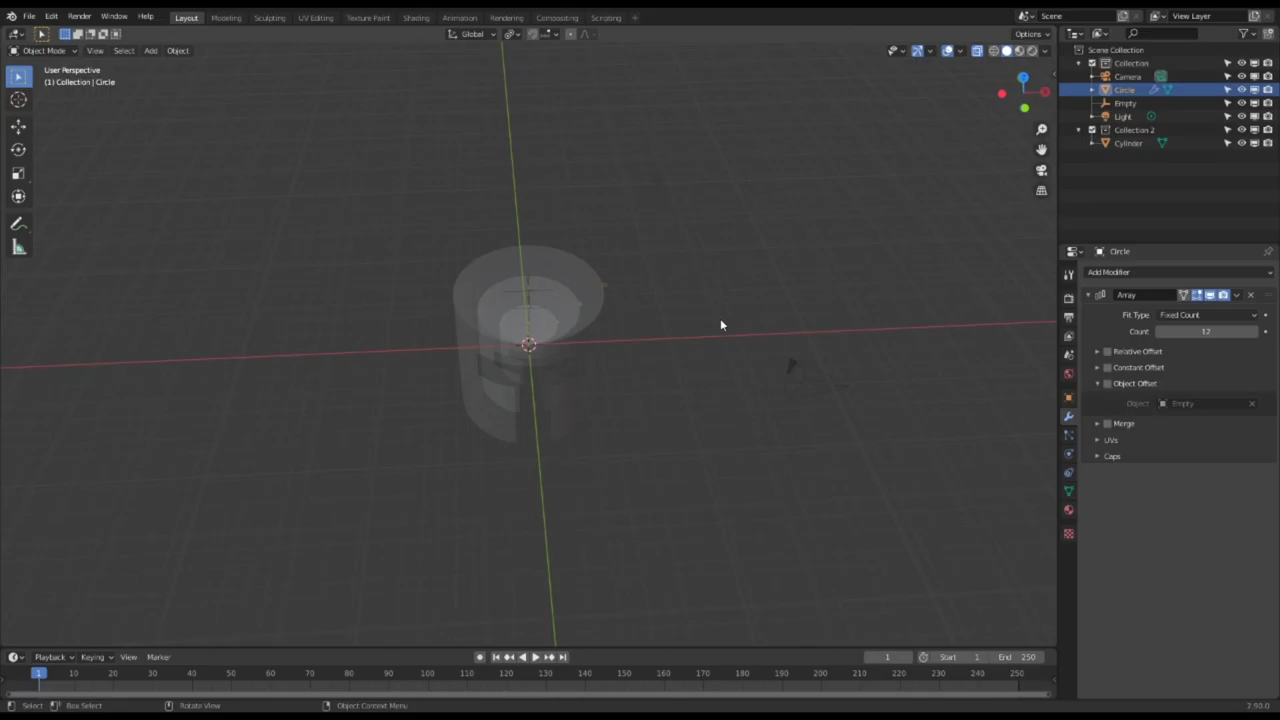 File Edit Render Window Help Layout Modeling Sculpting UV Editing Texture Paint Shading Animation Rendering Compositing Scripting + Scene View Layer
Global Options
Object Mode View Select Add Object
User Perspective
(1) Collection | Circle
Scene Collection
Collection
Camera
Circle
Empty
Light
Collection 2
Cylinder
Circle
Add Modifier
Array
Fit Type Fixed Count
Count 12
Relative Offset
Constant Offset
Object Offset
Object Empty
Merge
UVs
Caps
Playback Keying View Marker 1 Start 1 End 250
1 10 20 30 40 50 60 70 80 90 100 110 120 130 140 150 160 170 180 190 200 210 220 230 240 250
Select Box Select Rotate View Object Context Menu 2.90.0